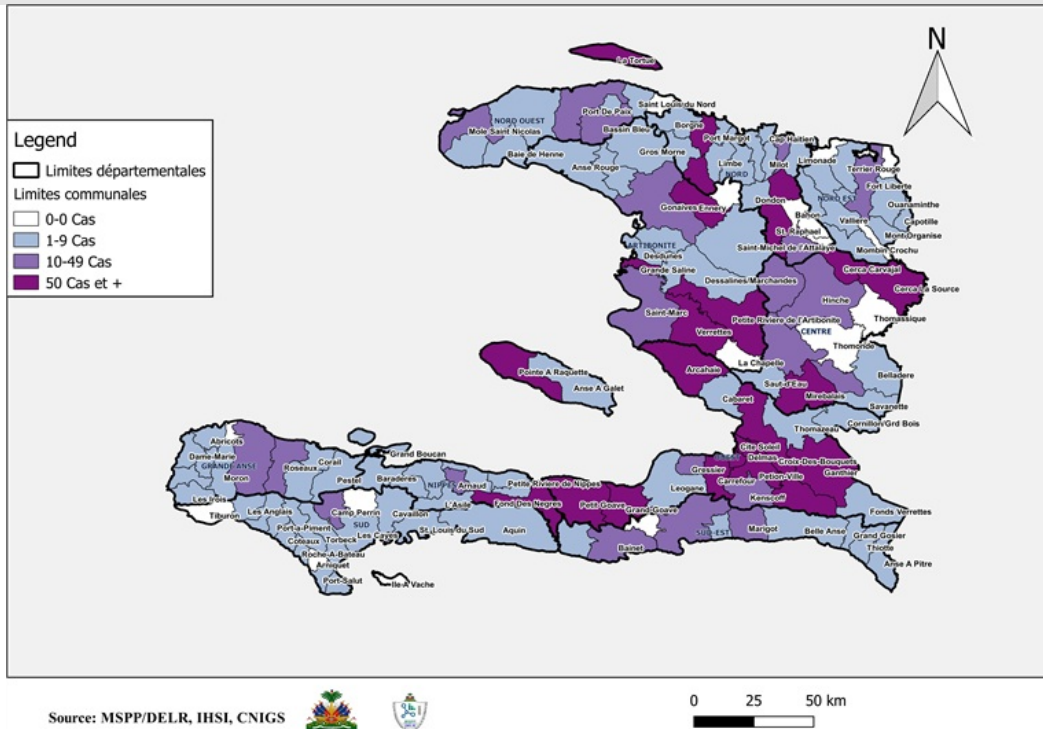 N
Legend
Limites départementales
Limites communales
0-0 Cas
1-9 Cas
10-49 Cas
50 Cas et +
La Tortue
Saint Louis du Nord
Port De Paix
NORD OUEST
Mole Saint Nicolas
Bassin Bleu
Borgne
Port Margot
Cap Haitien
Baie de Henne
Gros Morne
Limbe
Milot
Limonade
Terrier Rouge
Anse Rouge
NORD
Fort Liberte
Gonaives
Ennery
Dondon
NORD EST
Ouanaminthe
Bahon
Valliere
Capotille
St. Raphael
Mont Organise
ARTIBONITE
Saint-Michel de l'Attalaye
Mombin Crochu
Desdunes
Grande Saline
Cerca Carvajal
Dessalines/Marchandes
Cerca La Source
Hinche
Saint-Marc
Petite Riviere de l'Artibonite
Thomassique
Verrettes
CENTRE
Thomonde
La Chapelle
Pointe A Raquette
Arcahaie
Belladere
Anse A Galet
Saut-d'Eau
Cabaret
Mirebalais
Savanette
Cornillon/Grd Bois
Thomazeau
Abricots
Cite Soleil
Dame-Marie
Grand Boucan
Delmas
Croix-Des-Bouquets
GRANDE ANSE
Roseaux
Corail
Gressier
Petion-Ville
Ganthier
Moron
Pestel
Baraderes
Arnaud
Petite Riviere de Nippes
Leogane
Carrefour
Kenscoff
Les Irois
L'Asile
Fond Des Negres
Petit Goave
Grand-Goave
Tiburon
Les Anglais
Camp Perrin
Cavaillon
Fonds Verrettes
Port-a-Piment
SUD
St. Louis du Sud
Aquin
SUD-EST
Marigot
Belle Anse
Grand Gosier
Coteaux
Torbeck
Les Cayes
Bainet
Thiotte
Roche-A-Bateau
Arniquet
Anse A Pitre
Port-Salut
Ile A Vache
Source: MSPP/DELR, IHSI, CNIGS
0 25 50 km